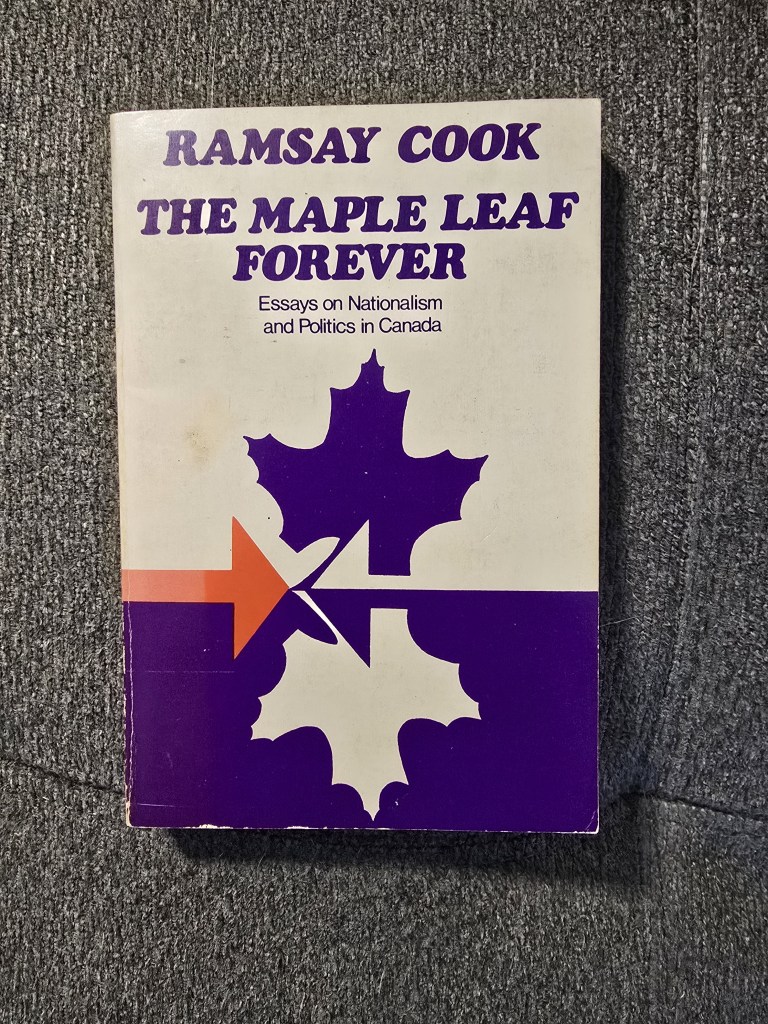 RAMSAY COOK
THE MAPLE LEAF
FOREVER
Essays on Nationalism
and Politics in Canada